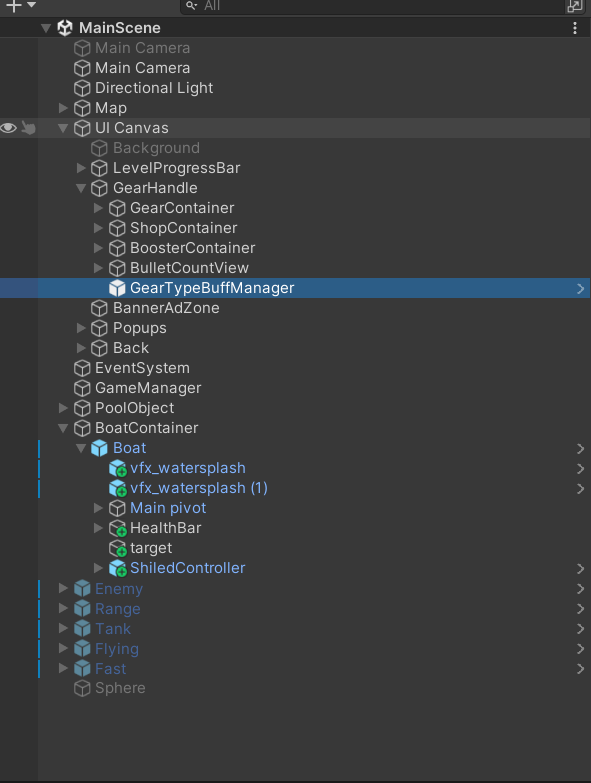 All
MainScene
Main Camera
Main Camera
Directional Light
Map
UI Canvas
Background
LevelProgressBar
GearHandle
GearContainer
ShopContainer
BoosterContainer
BulletCountView
GearTypeBuffManager
BannerAdZone
Popups
Back
EventSystem
GameManager
PoolObject
BoatContainer
Boat
vfx_watersplash
vfx_watersplash (1)
Main pivot
HealthBar
target
ShiledController
Enemy
Range
Tank
Flying
Fast
Sphere